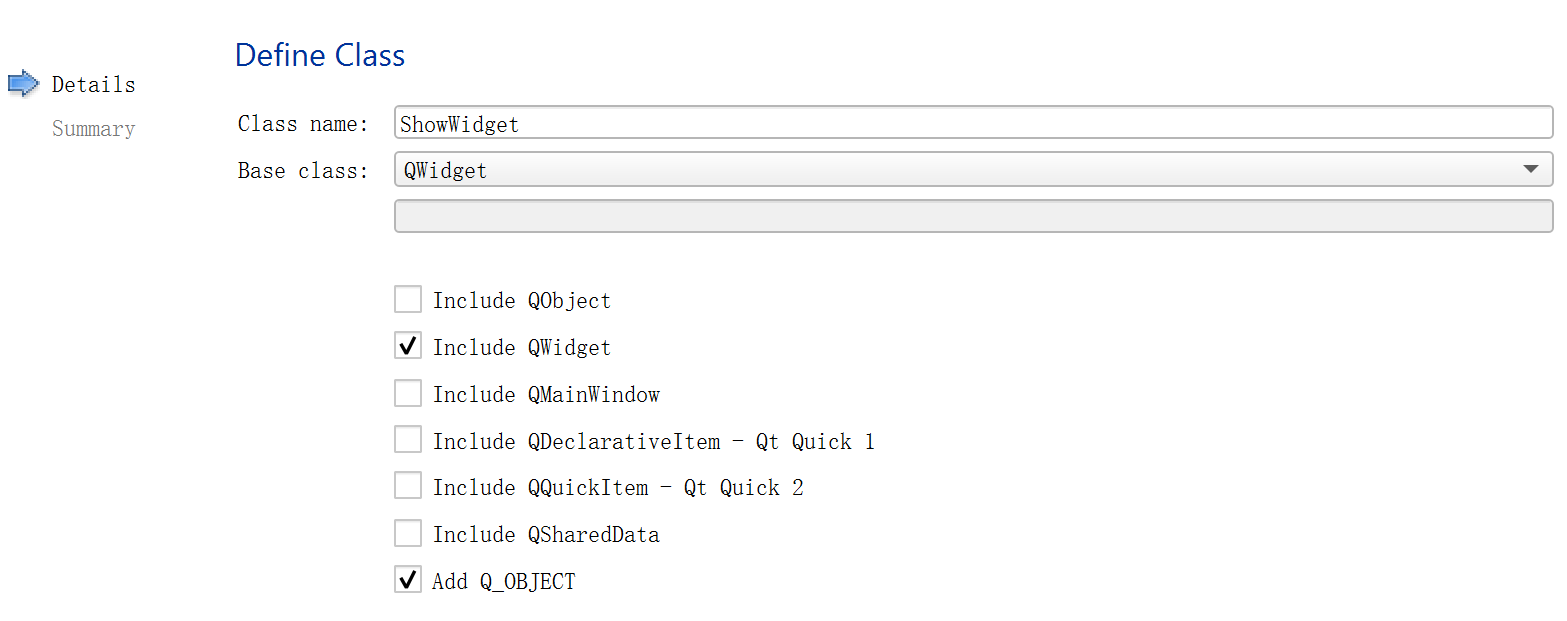 Define Class
Details
Summary
Class name: ShowWidget
Base class: QWidget
Include QObject
Include QWidget
Include QMainWindow
Include QDeclarativeItem - Qt Quick 1
Include QQuickItem - Qt Quick 2
Include QSharedData
Add Q_OBJECT